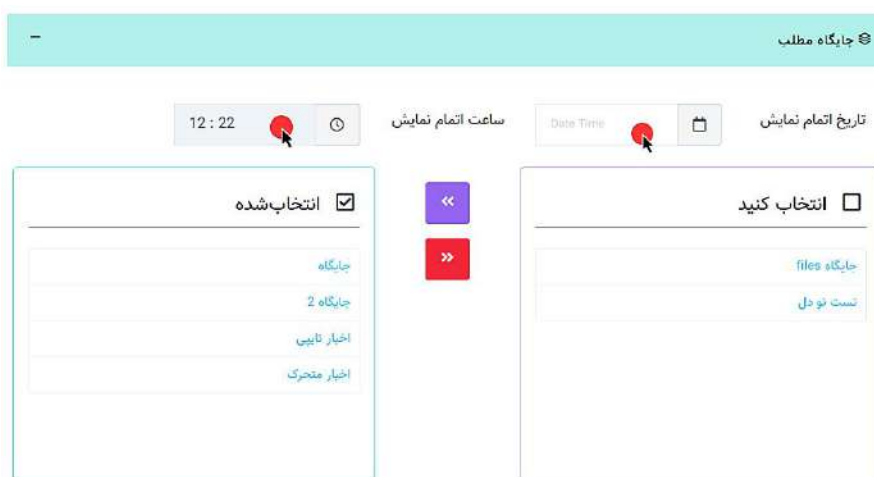 جایگاه مطلب
تاریخ اتمام نمایش
Date Time
ساعت اتمام نمایش
12 : 22
انتخاب کنید
جایگاه files
تست نو دل
انتخاب‌شده
جایگاه
جایگاه 2
اخبار تایپی
اخبار متحرک